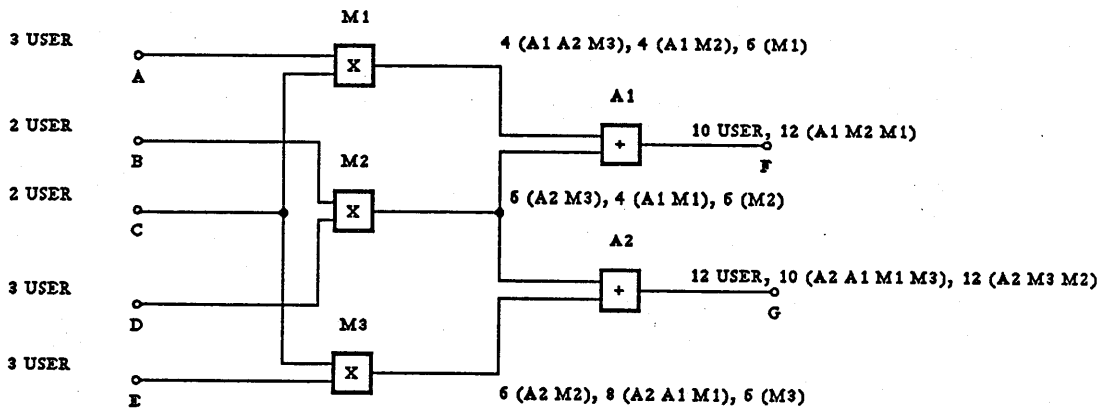 M1
3 USER
4 (A1 A2 M3), 4 (A1 M2), 6 (M1)
X
A
A1
2 USER
10 USER, 12 (A1 M2 M1)
+
B
F
M2
2 USER
6 (A2 M3), 4 (A1 M1), 6 (M2)
X
C
A2
12 USER, 10 (A2 A1 M1 M3), 12 (A2 M3 M2)
3 USER
+
D
G
M3
3 USER
X
E
6 (A2 M2), 8 (A2 A1 M1), 6 (M3)